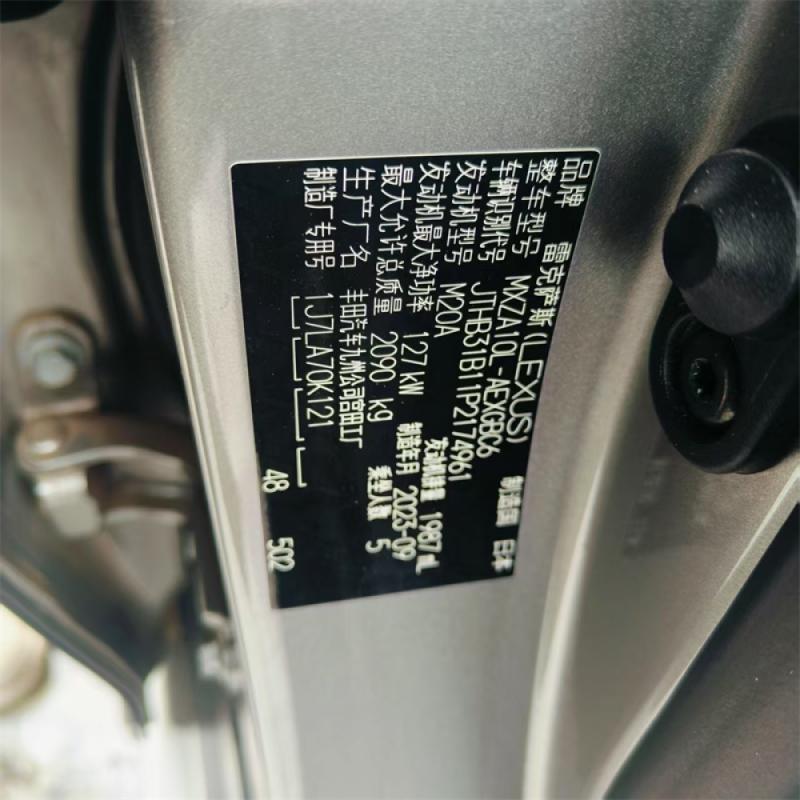 品牌 雷克萨斯(LEXUS) 制造国 日本
整车型号 MXZA10L-AEXGBC6
车辆识别代号 JTHB31B11P2174961
发动机型号 M20A 发动机排量 1987 mL
发动机最大净功率 127 kW 制造年月 2023-09
最大允许总质量 2090 kg 乘坐人数 5
生产厂名 丰田汽车九州公司宫田工厂
制造厂专用号 1J7LA70K121 48 502